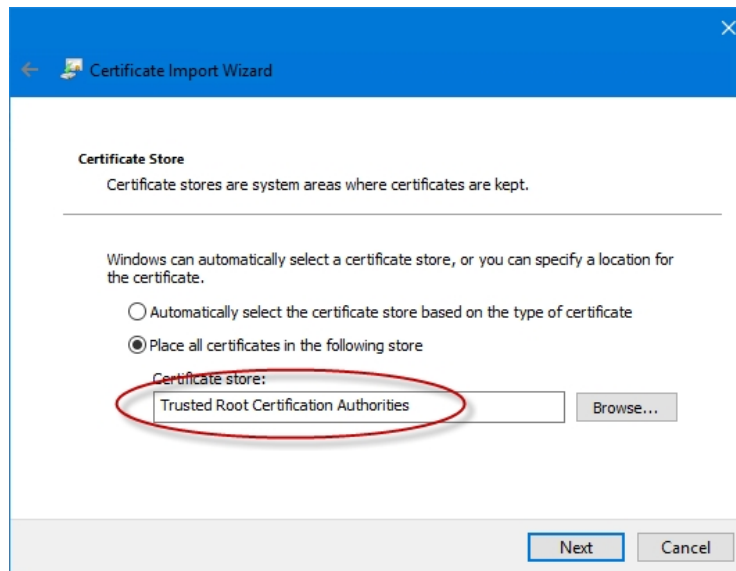 Certificate Import Wizard
Certificate Store
Certificate stores are system areas where certificates are kept.
Windows can automatically select a certificate store, or you can specify a location for
the certificate.
Automatically select the certificate store based on the type of certificate
Place all certificates in the following store
Certificate store:
Trusted Root Certification Authorities
Browse...
Next
Cancel